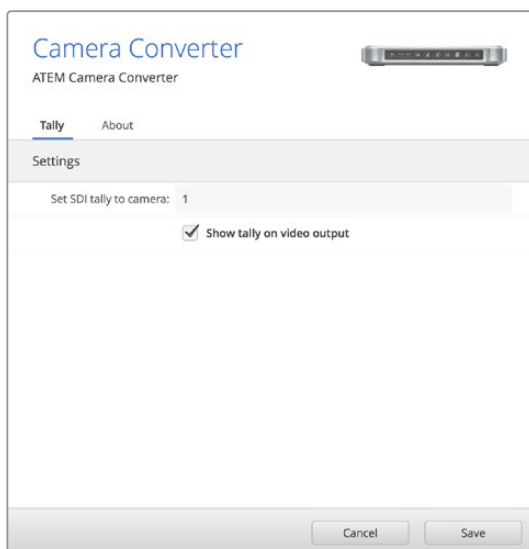 Camera Converter
ATEM Camera Converter
Tally About
Settings
Set SDI tally to camera: 1
Show tally on video output
Cancel Save